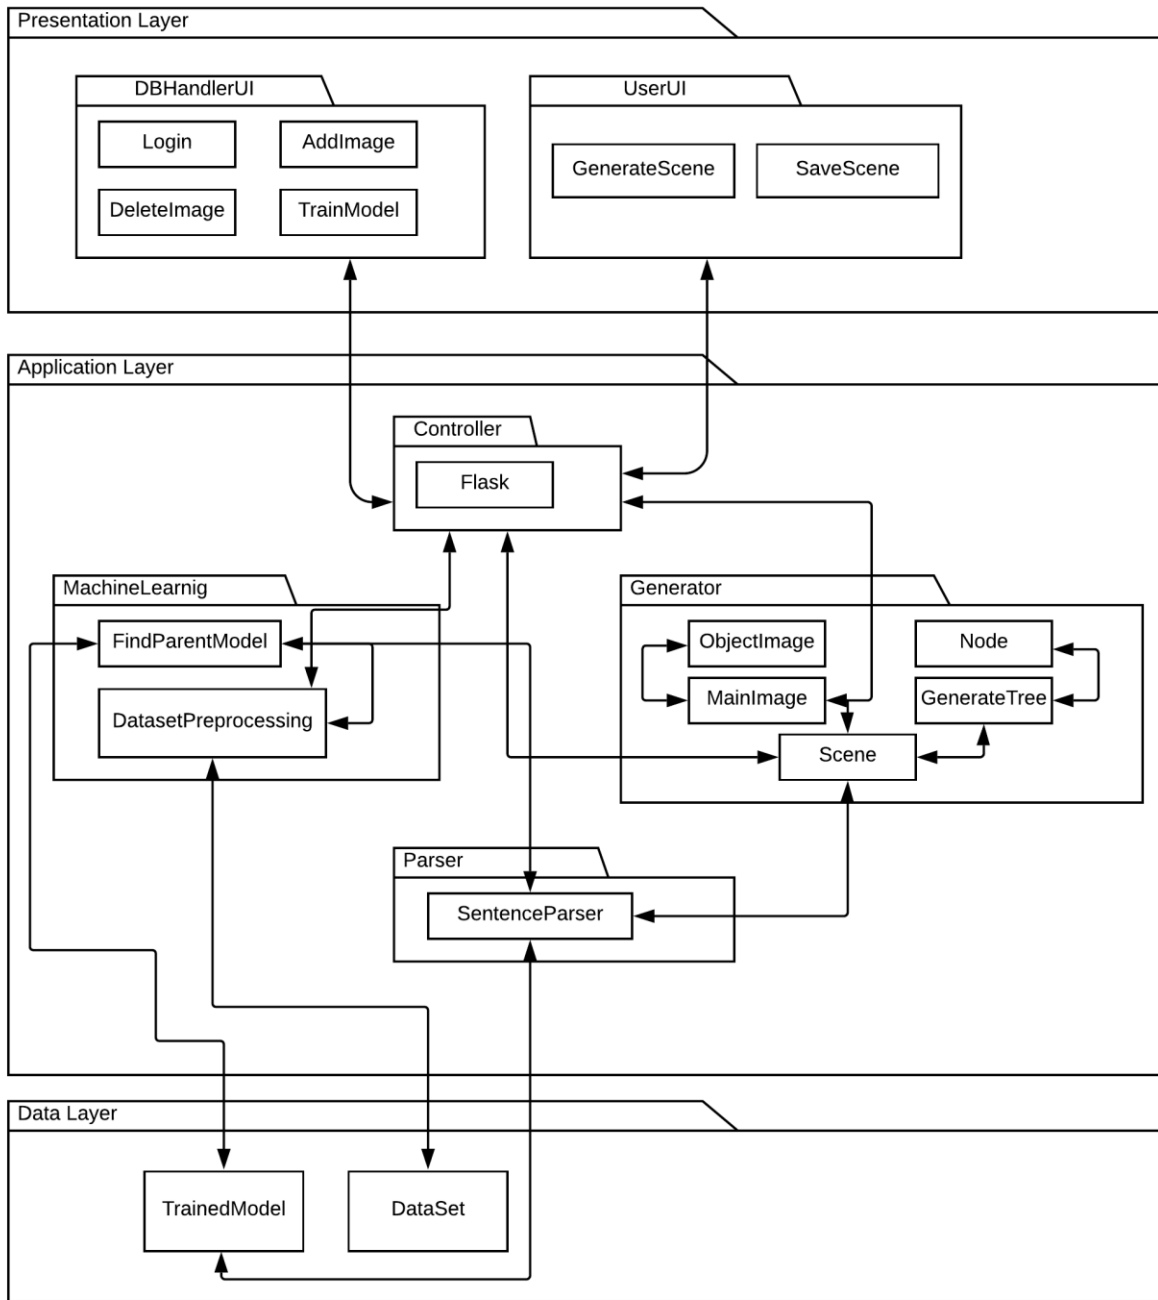 Presentation Layer
DBHandlerUI
UserUI
Login
AddImage
GenerateScene
SaveScene
DeleteImage
TrainModel
Application Layer
Controller
Flask
MachineLearnig
Generator
FindParentModel
ObjectImage
Node
DatasetPreprocessing
MainImage
GenerateTree
Scene
Parser
SentenceParser
Data Layer
TrainedModel
DataSet